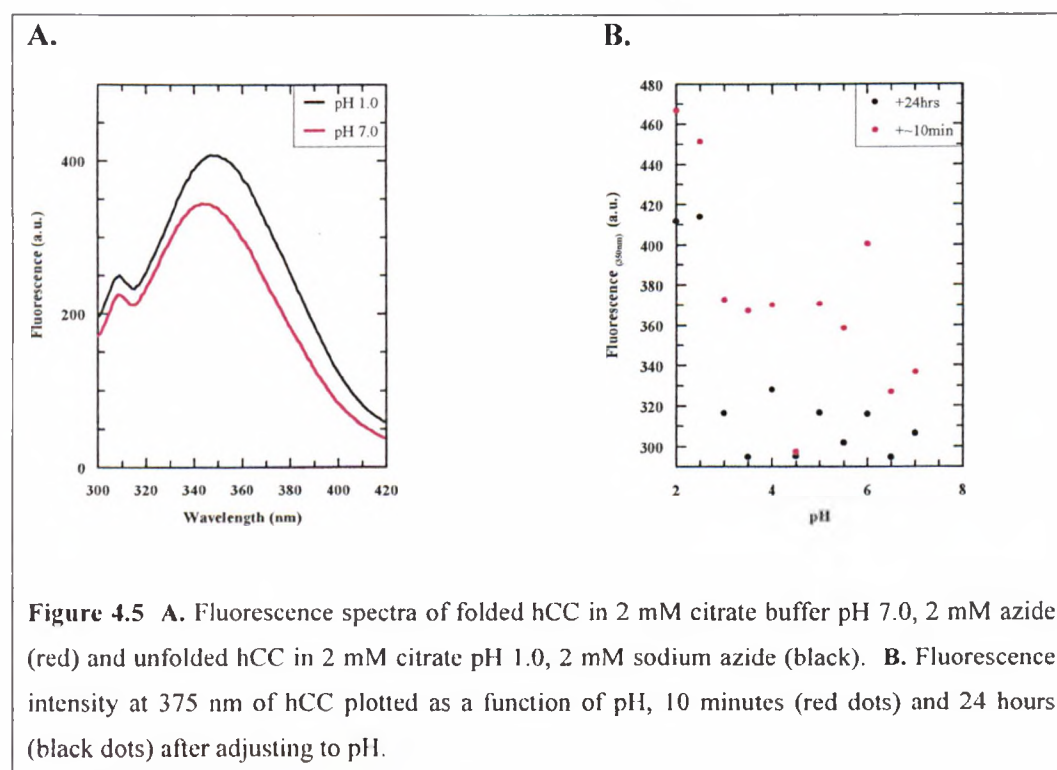 A.
pH 1.0
pH 7.0
400
200
0
Fluorescence (a.u.)
300 320 340 360 380 400 420
Wavelength (nm)
B.
+24hrs
+~10min
480
460
440
420
400
380
360
340
320
300
Fluorescence (350nm) (a.u.)
2 4 6 8
pH
Figure 4.5 A. Fluorescence spectra of folded hCC in 2 mM citrate buffer pH 7.0, 2 mM azide
(red) and unfolded hCC in 2 mM citrate pH 1.0, 2 mM sodium azide (black). B. Fluorescence
intensity at 375 nm of hCC plotted as a function of pH, 10 minutes (red dots) and 24 hours
(black dots) after adjusting to pH.